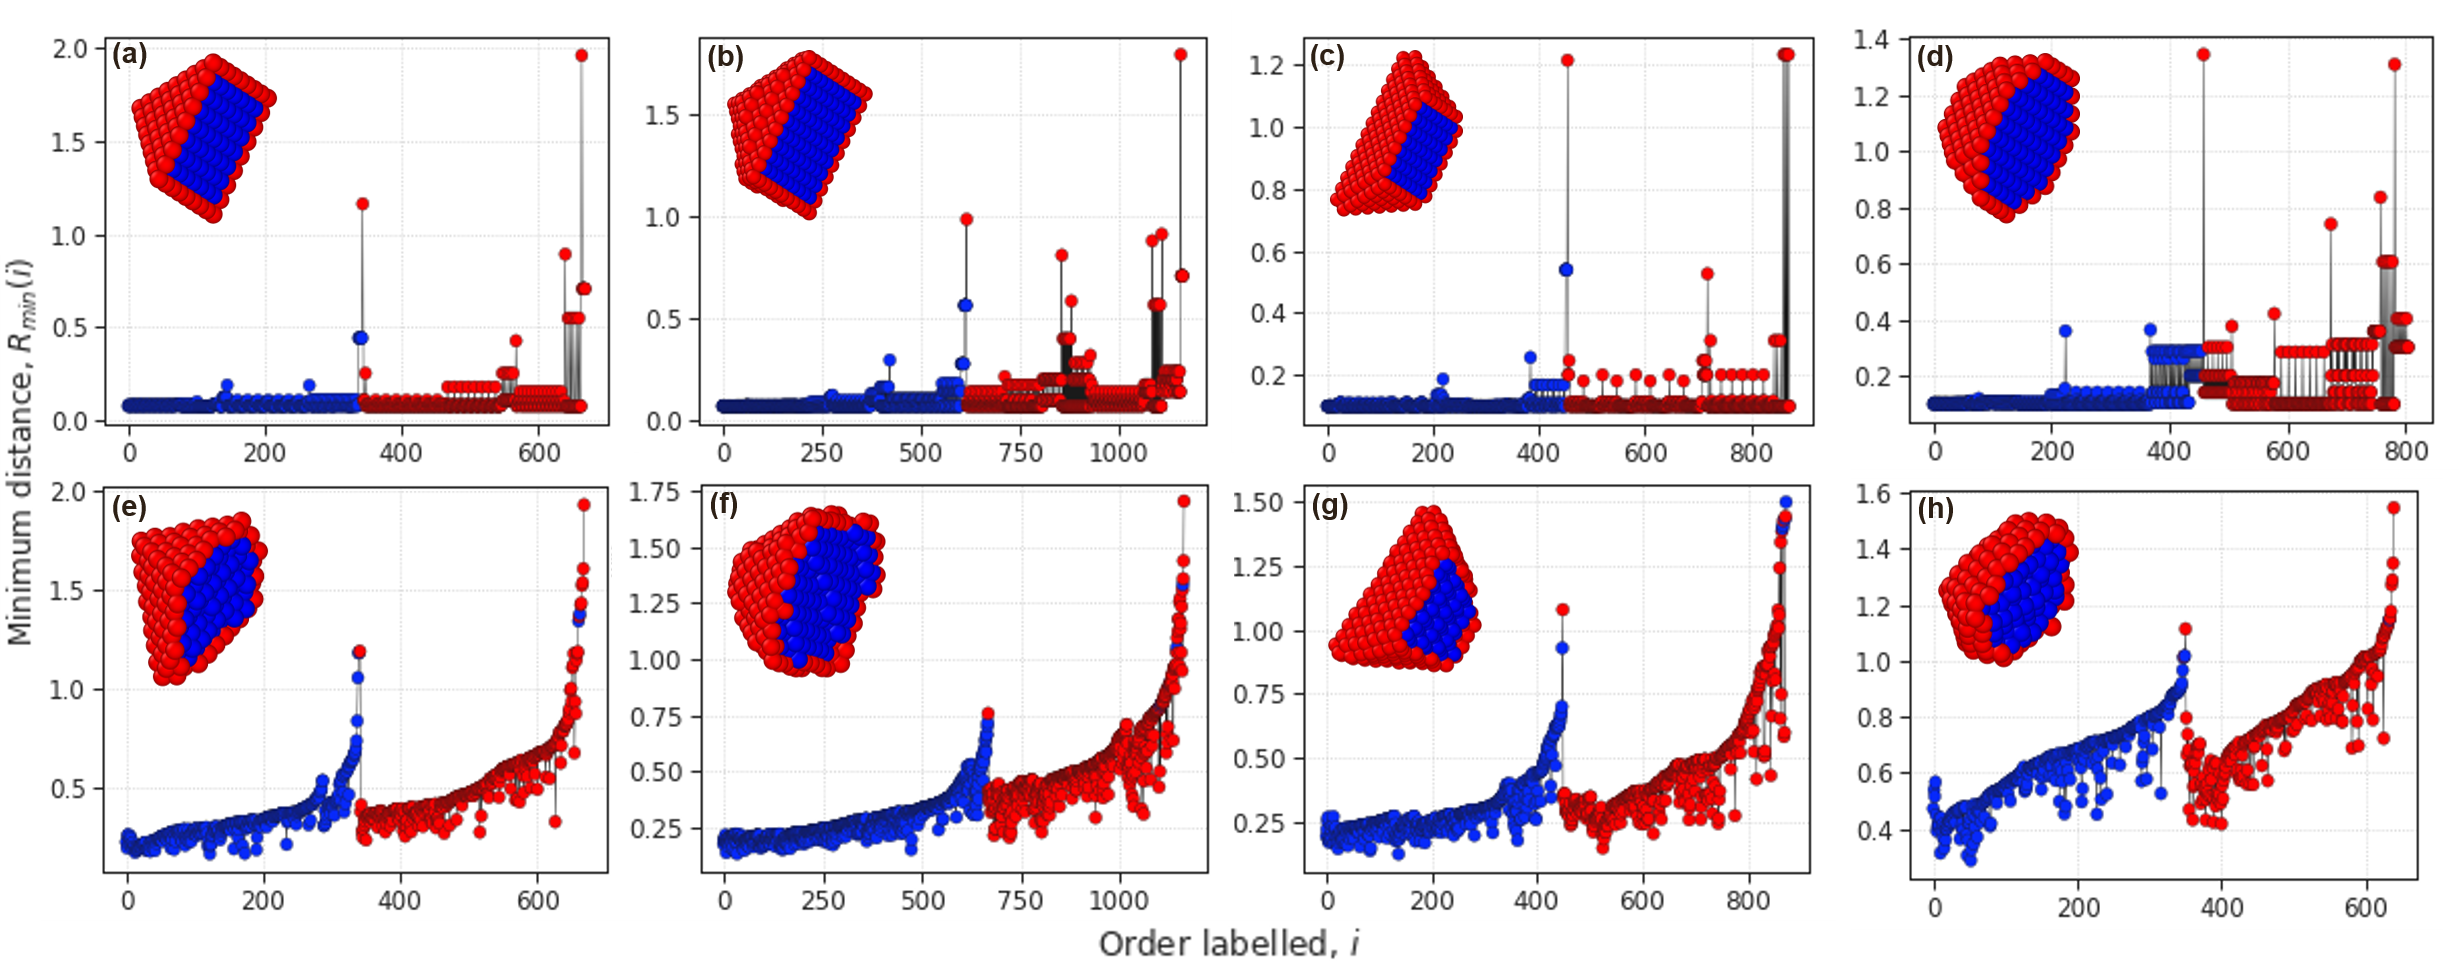 Minimum distance, Rmin(i)
(a)
2.0
1.5
1.0
0.5
0.0
0 200 400 600
(b)
1.5
1.0
0.5
0.0
0 250 500 750 1000
(c)
1.2
1.0
0.8
0.6
0.4
0.2
0 200 400 600 800
(d)
1.4
1.2
1.0
0.8
0.6
0.4
0.2
0 200 400 600 800
(e)
2.0
1.5
1.0
0.5
0 200 400 600
(f)
1.75
1.50
1.25
1.00
0.75
0.50
0.25
0 250 500 750 1000
(g)
1.50
1.25
1.00
0.75
0.50
0.25
0 200 400 600 800
(h)
1.6
1.4
1.2
1.0
0.8
0.6
0.4
0 200 400 600
Order labelled, i